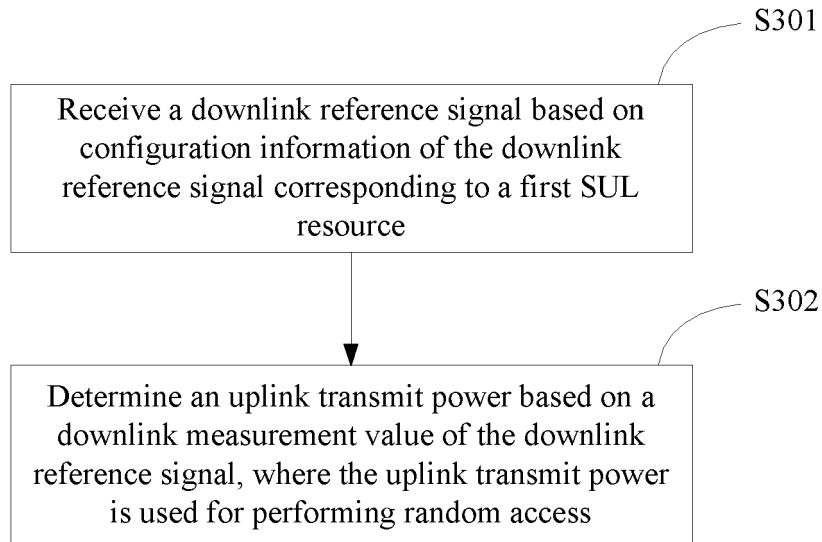 S301
Receive a downlink reference signal based on
configuration information of the downlink
reference signal corresponding to a first SUL
resource
S302
Determine an uplink transmit power based on a
downlink measurement value of the downlink
reference signal, where the uplink transmit power
is used for performing random access